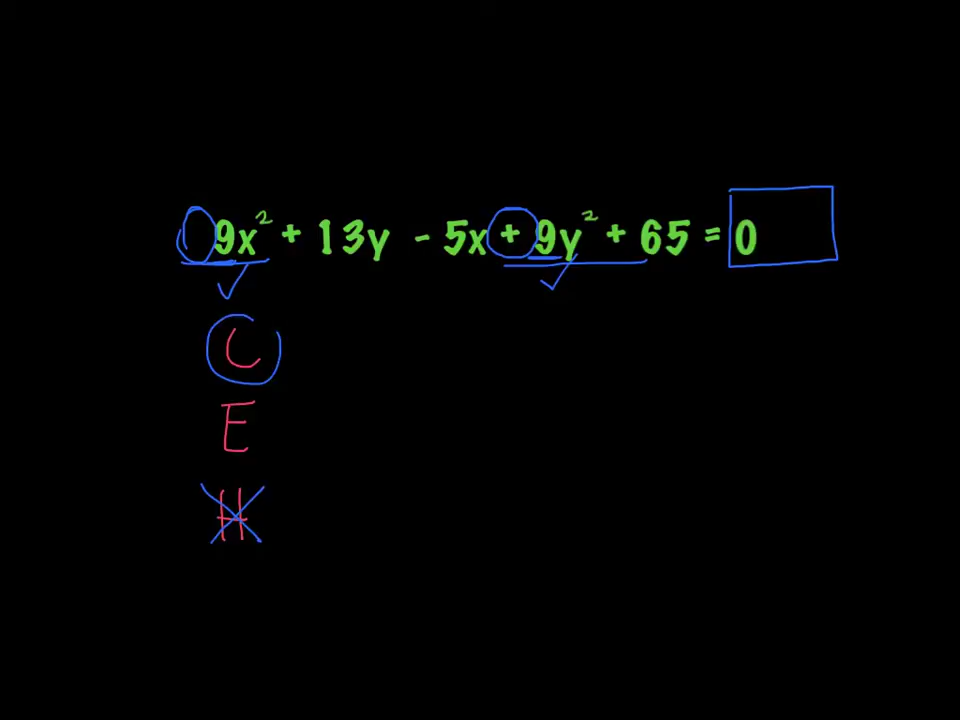 9x² + 13y - 5x + 9y² + 65 = 0
C
E
H